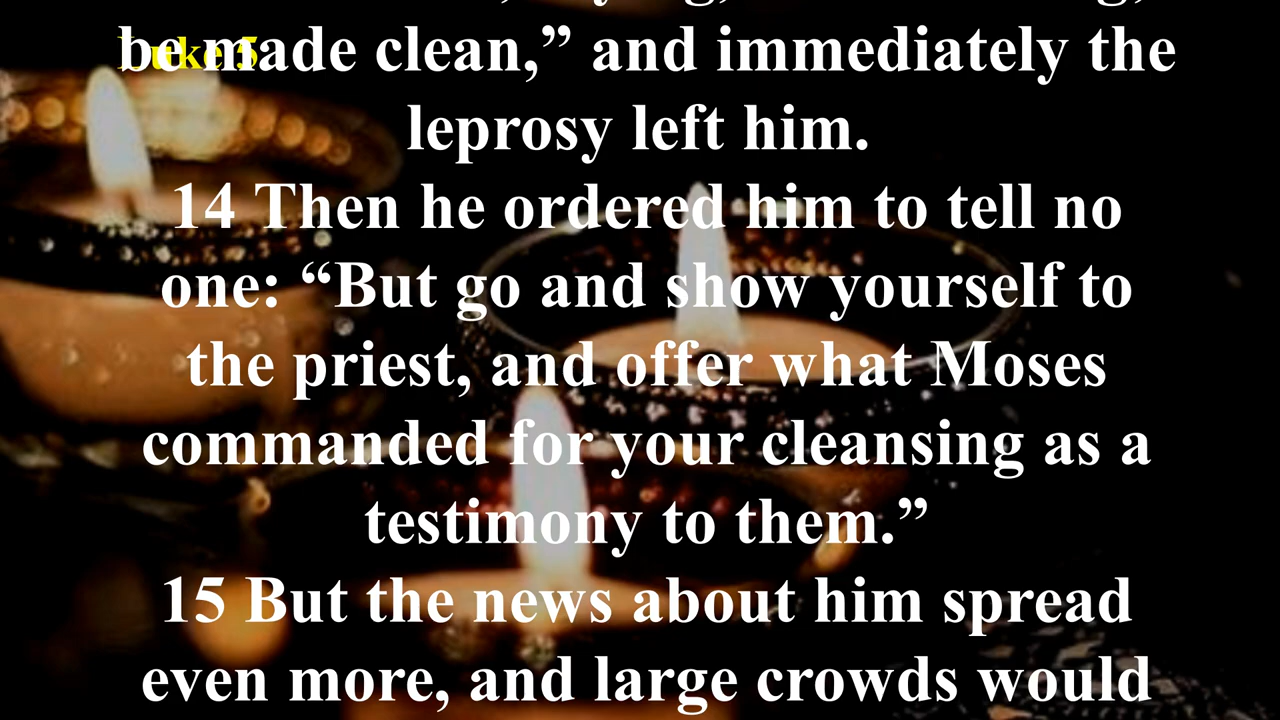 Luke 5
be made clean,” and immediately the
leprosy left him.
14 Then he ordered him to tell no
one: “But go and show yourself to
the priest, and offer what Moses
commanded for your cleansing as a
testimony to them.”
15 But the news about him spread
even more, and large crowds would